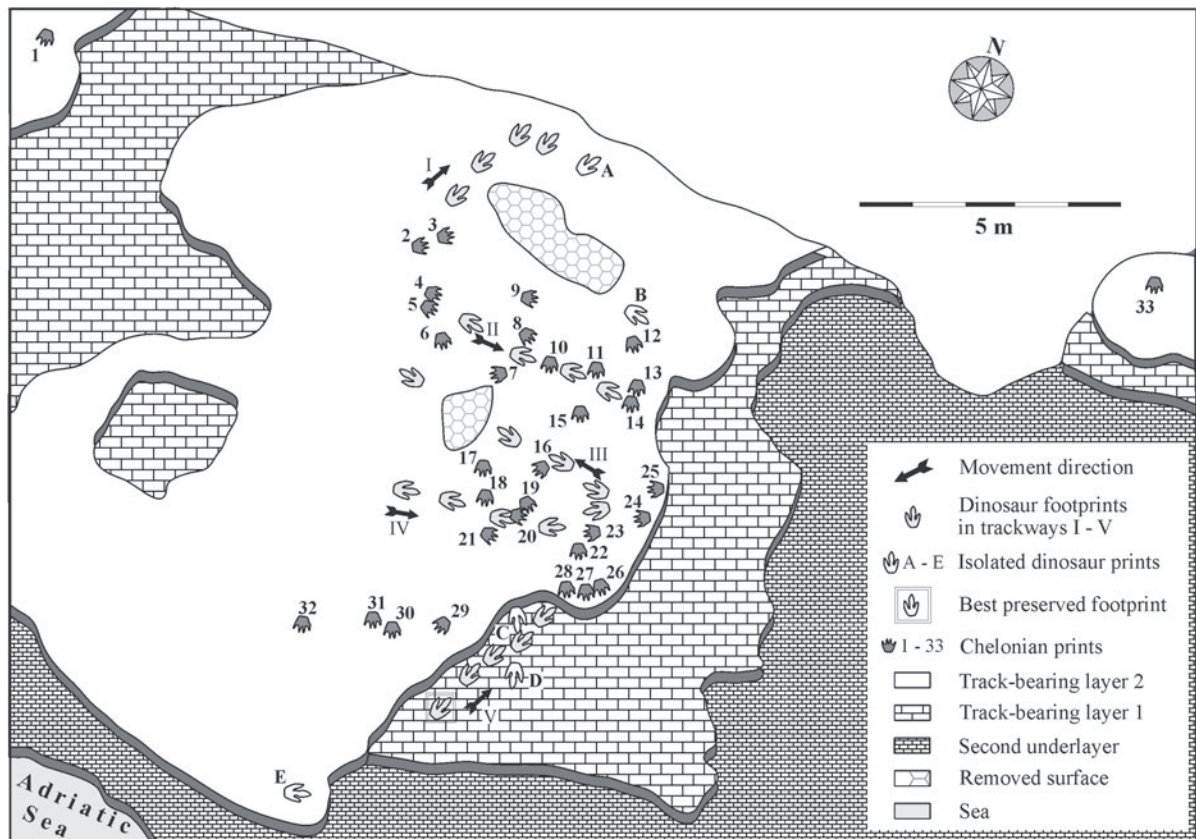 1
N
I
A
5 m
2
3
4
5
6
9
8
II
7
10
11
B
12
13
14
15
33
16
III
17
18
19
20
21
22
23
24
25
26
27
28
IV
29
30
31
32
C
D
IV
E
Adriatic
Sea
Movement direction
Dinosaur footprints
in trackways I - V
A - E Isolated dinosaur prints
Best preserved footprint
1 - 33 Chelonian prints
Track-bearing layer 2
Track-bearing layer 1
Second underlayer
Removed surface
Sea